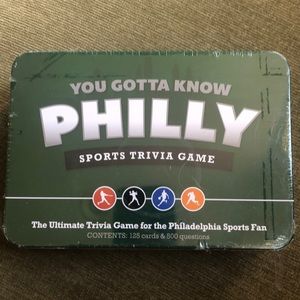 YOU GOTTA KNOW
PHILLY
SPORTS TRIVIA GAME
The Ultimate Trivia Game for the Philadelphia Sports Fan
CONTENTS: 125 cards & 500 questions